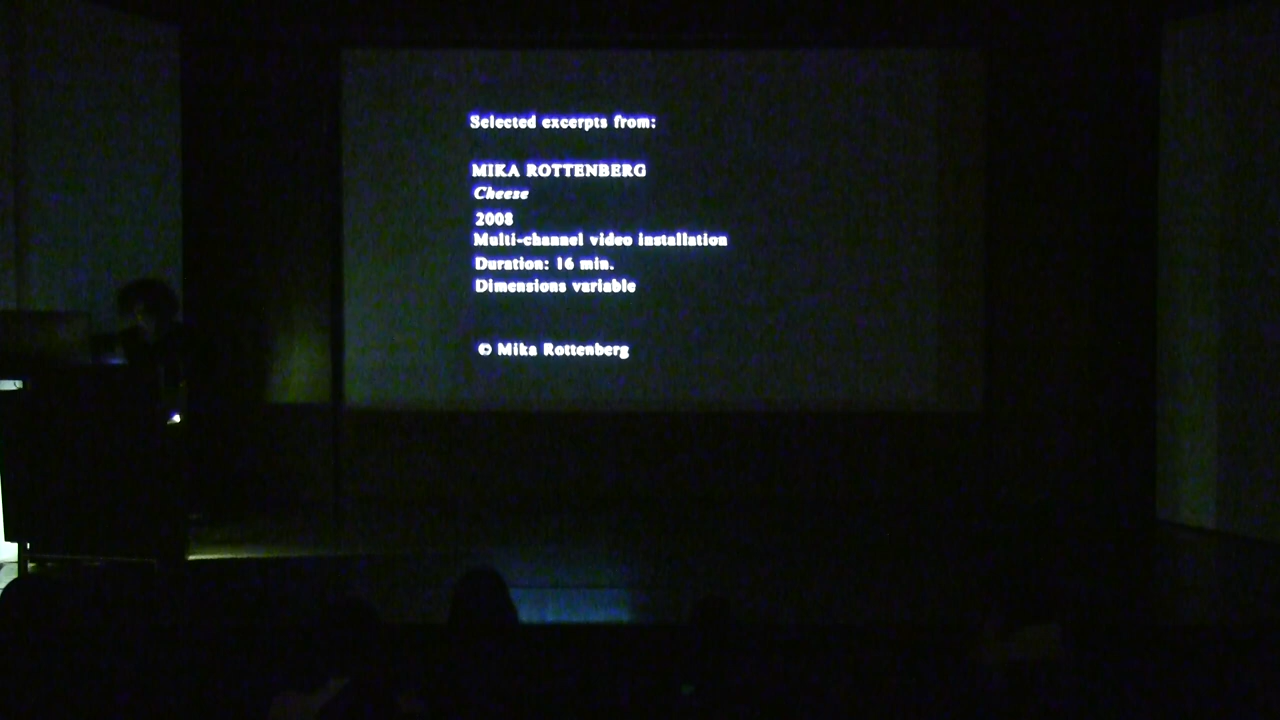 Selected excerpts from:
MIKA ROTTENBERG
Cheese
2008
Multi-channel video installation
Duration: 16 min.
Dimensions variable
© Mika Rottenberg